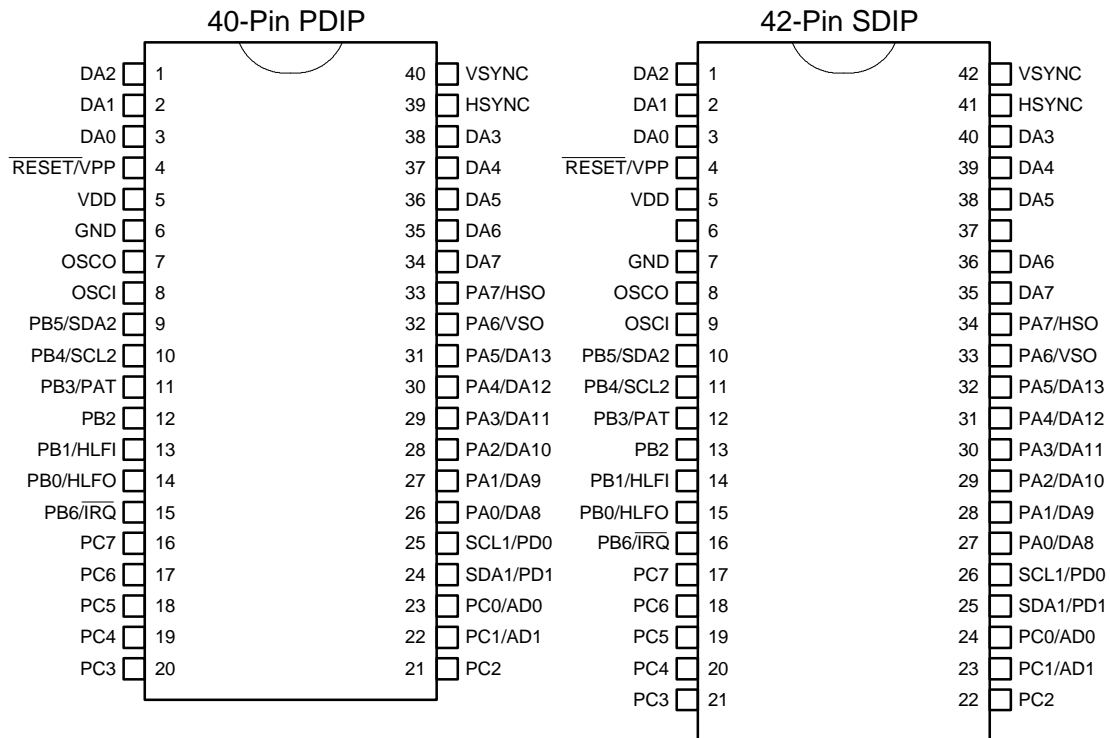 40-Pin PDIP 42-Pin SDIP
DA2 1 40 VSYNC DA2 1 42 VSYNC
DA1 2 39 HSYNC DA1 2 41 HSYNC
DA0 3 38 DA3 DA0 3 40 DA3
RESET/VPP 4 37 DA4 RESET/VPP 4 39 DA4
VDD 5 36 DA5 VDD 5 38 DA5
GND 6 35 DA6 6 37
OSCO 7 34 DA7 GND 7 36 DA6
OSCI 8 33 PA7/HSO OSCO 8 35 DA7
PB5/SDA2 9 32 PA6/VSO OSCI 9 34 PA7/HSO
PB4/SCL2 10 31 PA5/DA13 PB5/SDA2 10 33 PA6/VSO
PB3/PAT 11 30 PA4/DA12 PB4/SCL2 11 32 PA5/DA13
PB2 12 29 PA3/DA11 PB3/PAT 12 31 PA4/DA12
PB1/HLFI 13 28 PA2/DA10 PB2 13 30 PA3/DA11
PB0/HLFO 14 27 PA1/DA9 PB1/HLFI 14 29 PA2/DA10
PB6/IRQ 15 26 PA0/DA8 PB0/HLFO 15 28 PA1/DA9
PC7 16 25 SCL1/PD0 PB6/IRQ 16 27 PA0/DA8
PC6 17 24 SDA1/PD1 PC7 17 26 SCL1/PD0
PC5 18 23 PC0/AD0 PC6 18 25 SDA1/PD1
PC4 19 22 PC1/AD1 PC5 19 24 PC0/AD0
PC3 20 21 PC2 PC4 20 23 PC1/AD1
PC3 21 22 PC2